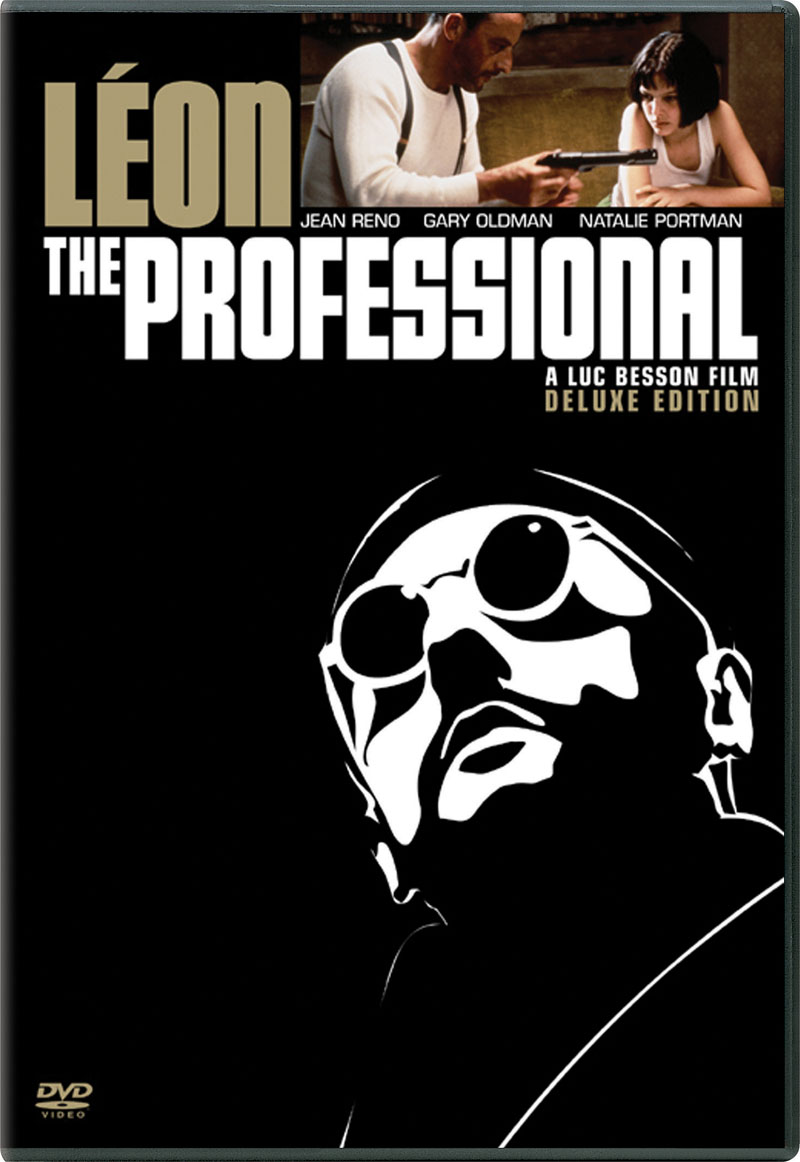 LÉON
JEAN RENO GARY OLDMAN NATALIE PORTMAN
THE PROFESSIONAL
A LUC BESSON FILM
DELUXE EDITION
DVD
VIDEO